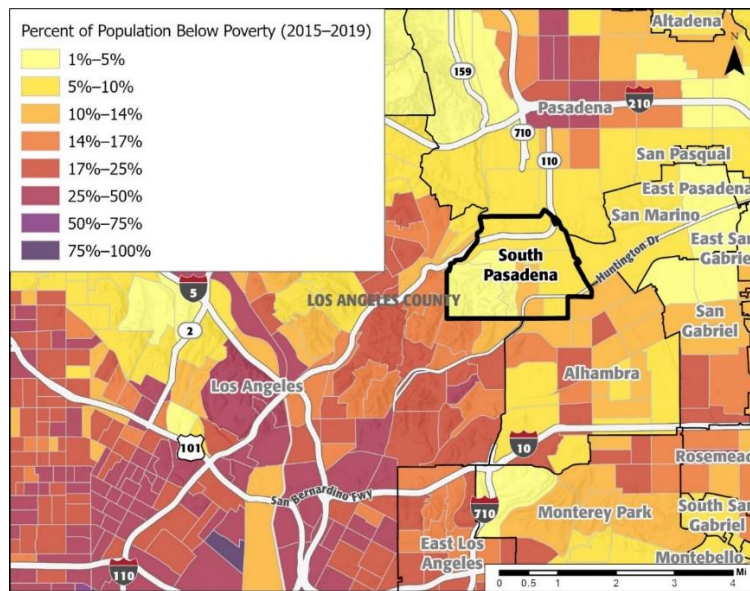 Percent of Population Below Poverty (2015–2019)
1%–5%
5%–10%
10%–14%
14%–17%
17%–25%
25%–50%
50%–75%
75%–100%
Altadena
N
159
Pasadena
210
710
110
San Pasqual
East Pasadena
San Marino
South
Pasadena
Huntington Dr
East San
Gabriel
5
LOS ANGELES COUNTY
2
San
Gabriel
Los Angeles
Alhambra
101
10
Rosemead
San Bernardino Fwy
710
Monterey Park
South San
Gabriel
East Los
Angeles
Montebello
110
Mi
0 0.5 1 2 3 4